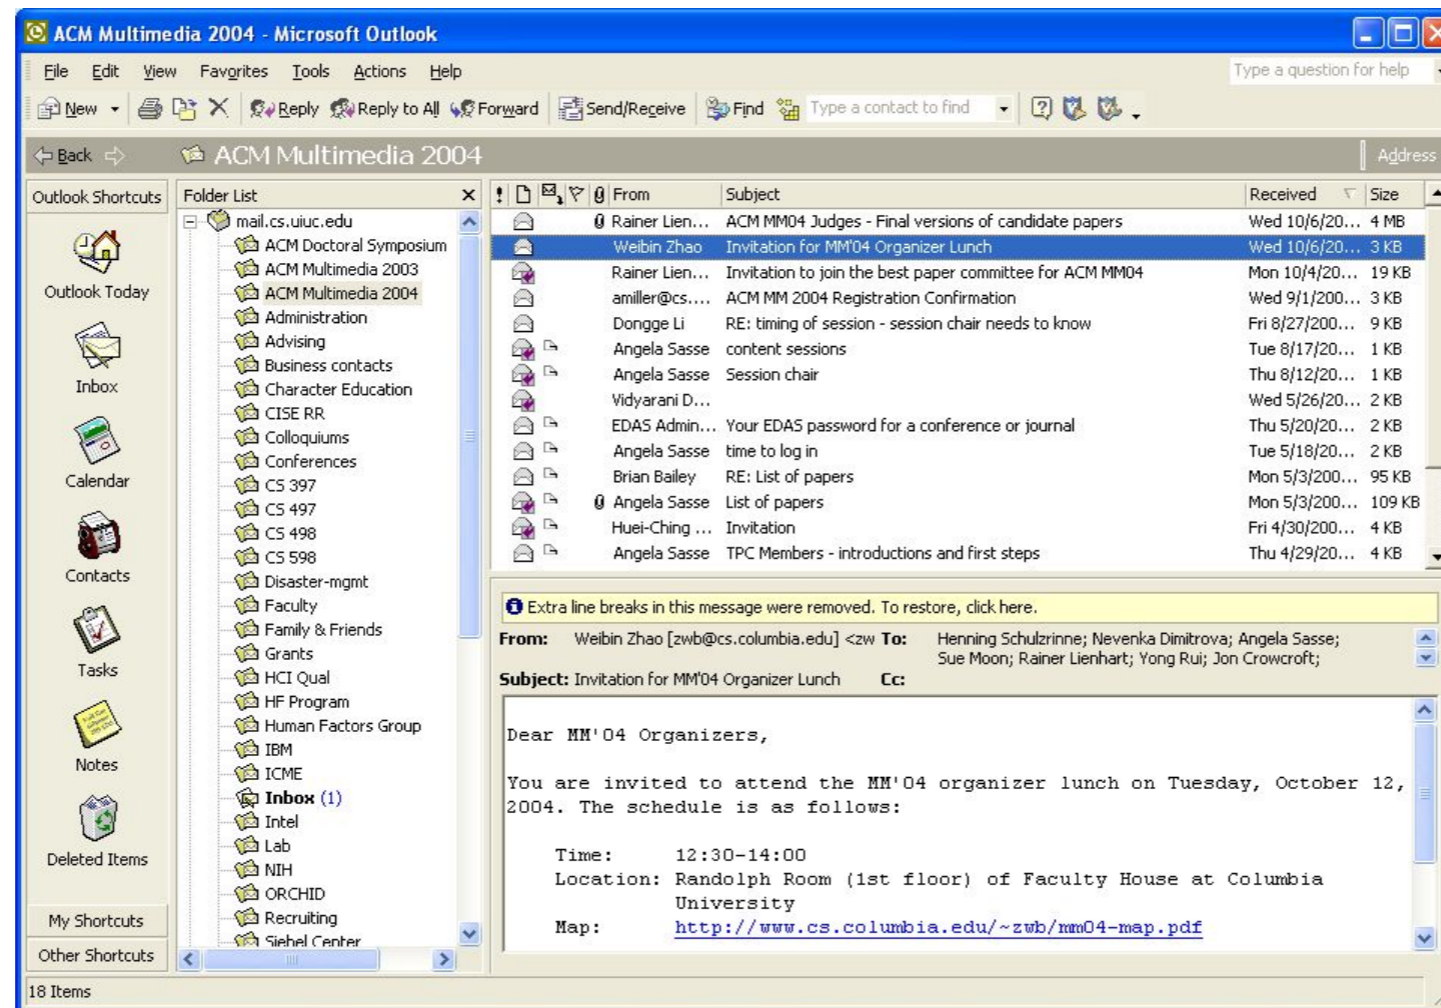 ACM Multimedia 2004 - Microsoft Outlook
File Edit View Favorites Tools Actions Help Type a question for help
New Reply Reply to All Forward Send/Receive Find Type a contact to find
Back ACM Multimedia 2004 Address
Outlook Shortcuts
Outlook Today
Inbox
Calendar
Contacts
Tasks
Notes
Deleted Items
My Shortcuts
Other Shortcuts
Folder List
mail.cs.uiuc.edu
ACM Doctoral Symposium
ACM Multimedia 2003
ACM Multimedia 2004
Administration
Advising
Business contacts
Character Education
CISE RR
Colloquiums
Conferences
CS 397
CS 497
CS 498
CS 598
Disaster-mgmt
Faculty
Family & Friends
Grants
HCI Qual
HF Program
Human Factors Group
IBM
ICME
Inbox (1)
Intel
Lab
NIH
ORCHID
Recruiting
Siebel Center
From Subject Received Size
Rainer Lien... ACM MM04 Judges - Final versions of candidate papers Wed 10/6/20... 4 MB
Weibin Zhao Invitation for MM'04 Organizer Lunch Wed 10/6/20... 3 KB
Rainer Lien... Invitation to join the best paper committee for ACM MM04 Mon 10/4/20... 19 KB
amiller@cs.... ACM MM 2004 Registration Confirmation Wed 9/1/200... 3 KB
Dongge Li RE: timing of session - session chair needs to know Fri 8/27/200... 9 KB
Angela Sasse content sessions Tue 8/17/20... 1 KB
Angela Sasse Session chair Thu 8/12/20... 1 KB
Vidyarani D... Wed 5/26/20... 2 KB
EDAS Admin... Your EDAS password for a conference or journal Thu 5/20/20... 2 KB
Angela Sasse time to log in Tue 5/18/20... 2 KB
Brian Bailey RE: List of papers Mon 5/3/200... 95 KB
Angela Sasse List of papers Mon 5/3/200... 109 KB
Huei-Ching ... Invitation Fri 4/30/200... 4 KB
Angela Sasse TPC Members - introductions and first steps Thu 4/29/20... 4 KB
Extra line breaks in this message were removed. To restore, click here.
From: Weibin Zhao [zwb@cs.columbia.edu] <zw To: Henning Schulzrinne; Nevenka Dimitrova; Angela Sasse;
Sue Moon; Rainer Lienhart; Yong Rui; Jon Crowcroft;
Subject: Invitation for MM'04 Organizer Lunch Cc:
Dear MM'04 Organizers,
You are invited to attend the MM'04 organizer lunch on Tuesday, October 12,
2004. The schedule is as follows:
Time: 12:30-14:00
Location: Randolph Room (1st floor) of Faculty House at Columbia
University
Map: http://www.cs.columbia.edu/~zwb/mm04-map.pdf
18 Items